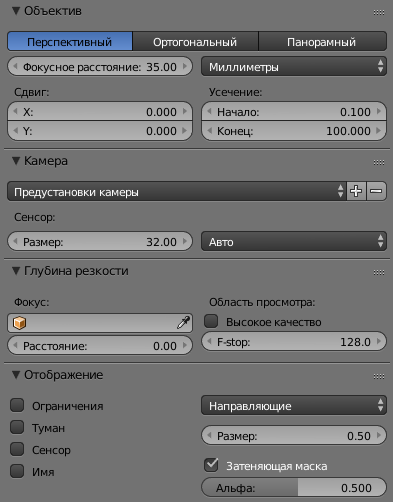 Объектив
Перспективный Ортогональный Панорамный
Фокусное расстояние: 35.00 Миллиметры
Сдвиг: Усечение:
X: 0.000 Начало: 0.100
Y: 0.000 Конец: 100.000
Камера
Предустановки камеры
Сенсор:
Размер: 32.00 Авто
Глубина резкости
Фокус: Область просмотра:
Высокое качество
Расстояние: 0.00 F-stop: 128.0
Отображение
Ограничения Направляющие
Туман Размер: 0.50
Сенсор Затеняющая маска
Имя Альфа: 0.500